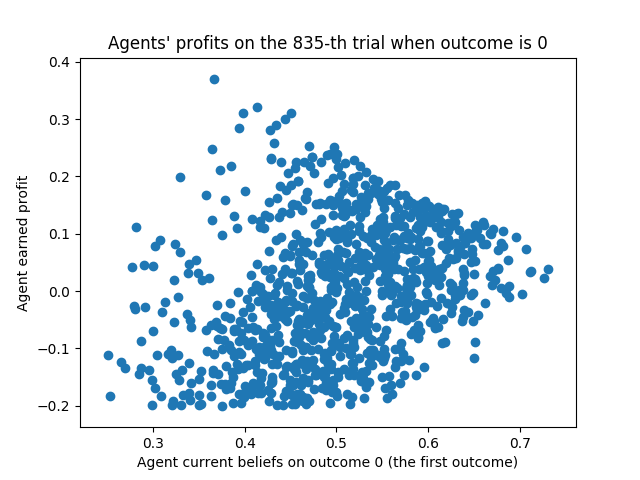 Agents' profits on the 835-th trial when outcome is 0
0.4
0.3
0.2
0.1
0.0
−0.1
−0.2
Agent earned profit
0.3 0.4 0.5 0.6 0.7
Agent current beliefs on outcome 0 (the first outcome)